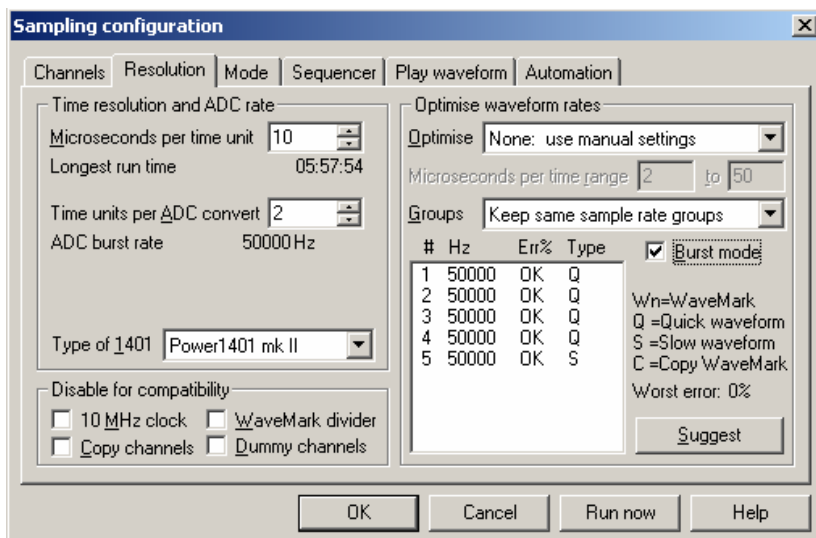 Sampling configuration
Channels Resolution Mode Sequencer Play waveform Automation
Time resolution and ADC rate
Microseconds per time unit 10
Longest run time 05:57:54
Time units per ADC convert 2
ADC burst rate 50000 Hz
Type of 1401 Power1401 mk II
Disable for compatibility
10 MHz clock WaveMark divider
Copy channels Dummy channels
Optimise waveform rates
Optimise None: use manual settings
Microseconds per time range 2 to 50
Groups Keep same sample rate groups
# Hz Err% Type
1 50000 OK Q
2 50000 OK Q
3 50000 OK Q
4 50000 OK Q
5 50000 OK S
Burst mode
Wn=WaveMark
Q =Quick waveform
S =Slow waveform
C =Copy WaveMark
Worst error: 0%
Suggest
OK Cancel Run now Help